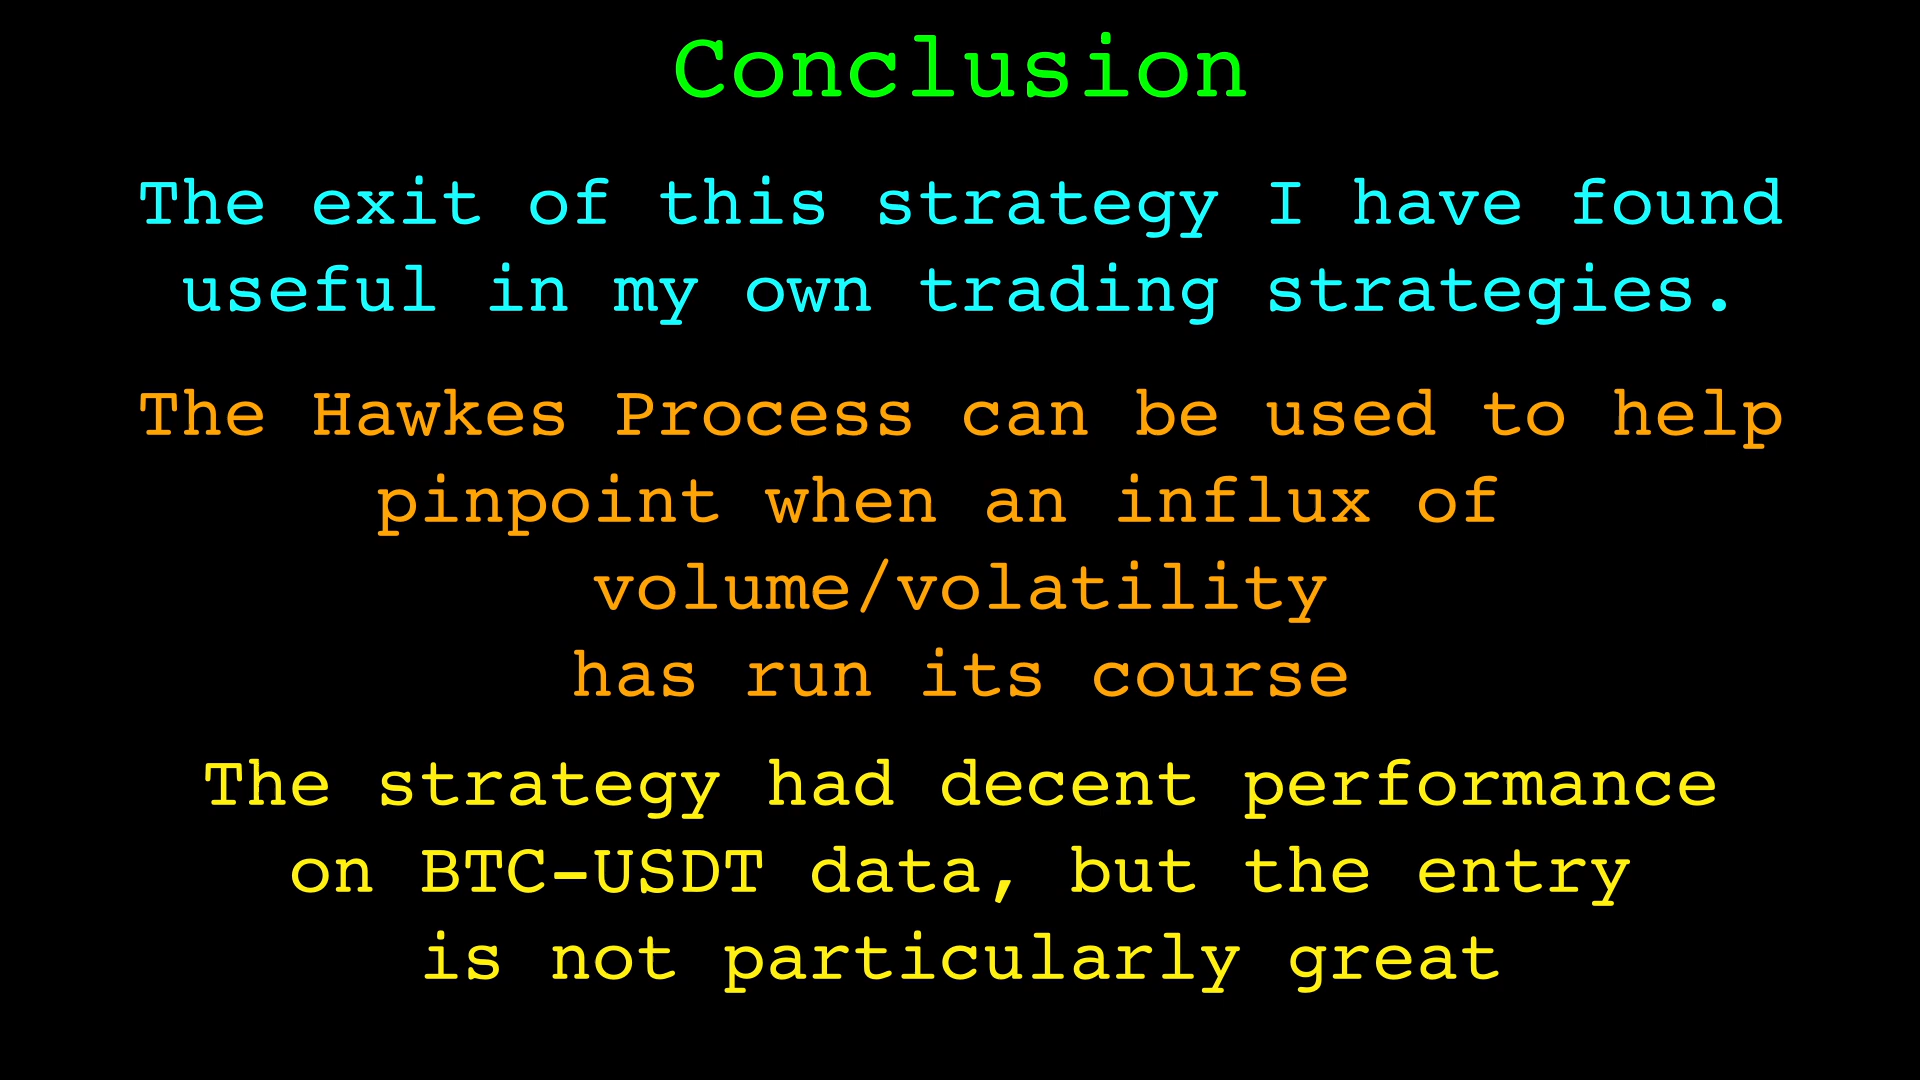 Conclusion
The exit of this strategy I have found
useful in my own trading strategies.
The Hawkes Process can be used to help
pinpoint when an influx of
volume/volatility
has run its course
The strategy had decent performance
on BTC-USDT data, but the entry
is not particularly great